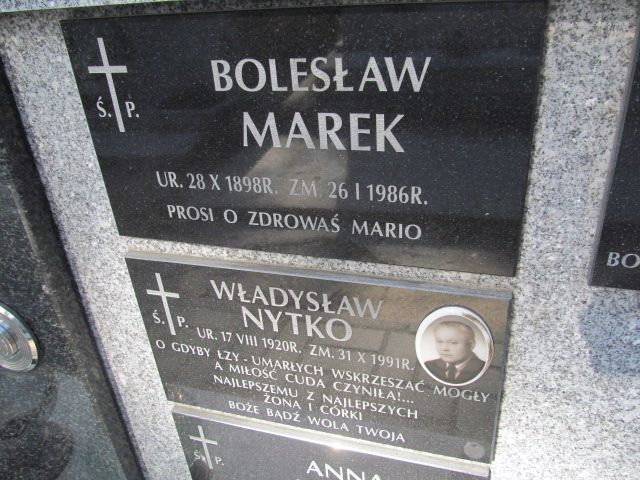 Ś. P.
BOLESŁAW
MAREK
UR. 28 X 1898R. ZM. 26 I 1986R.
PROSI O ZDROWAŚ MARIO
Ś. P.
WŁADYSŁAW
NYTKO
UR. 17 VIII 1920R. ZM. 31 X 1991R.
O GDYBY ŁZY - UMARŁYCH WSKRZESZAĆ MOGŁY
A MIŁOŚĆ CUDA CZYNIŁA!...
NAJLEPSZEMU Z NAJLEPSZYCH
ŻONA I CÓRKI
BOŻE BĄDŹ WOLA TWOJA
Ś. P.
ANNA
BO